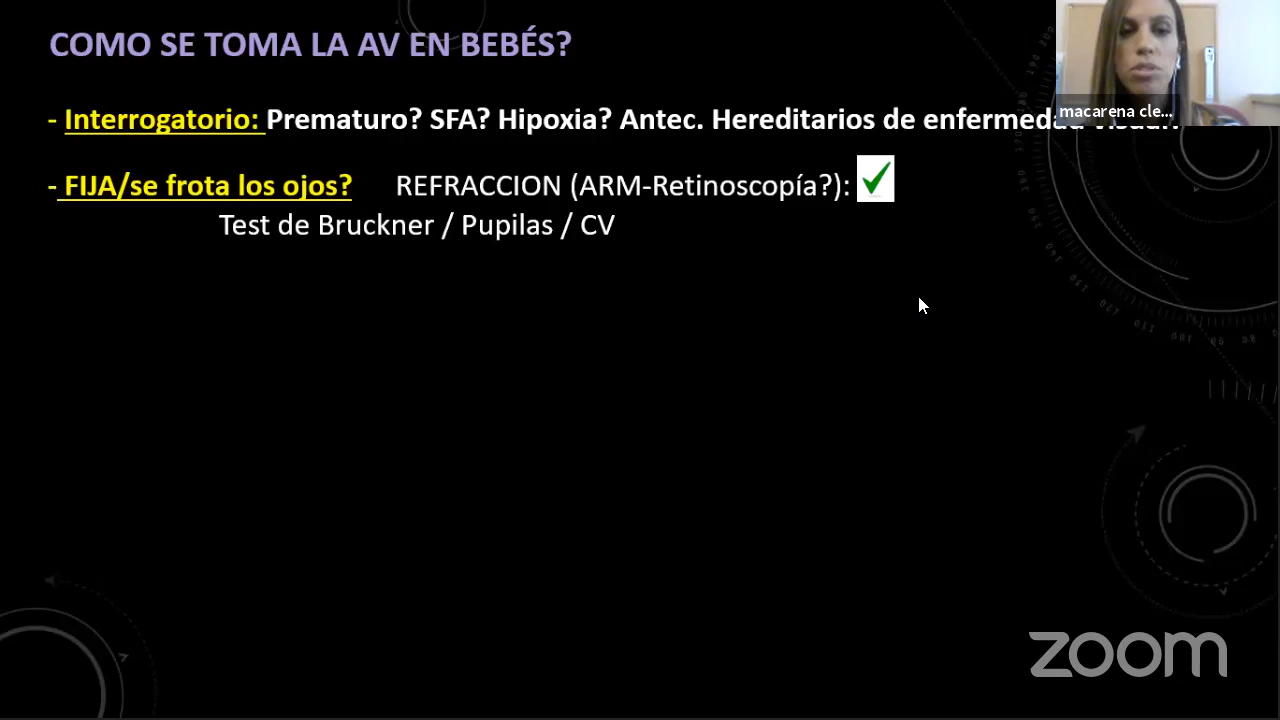 COMO SE TOMA LA AV EN BEBÉS?
- Interrogatorio: Prematuro? SFA? Hipoxia? Antec. Hereditarios de enfermedad
macarena cle...
- FIJA/se frota los ojos? REFRACCION (ARM-Retinoscopía?):
Test de Bruckner / Pupilas / CV
zoom